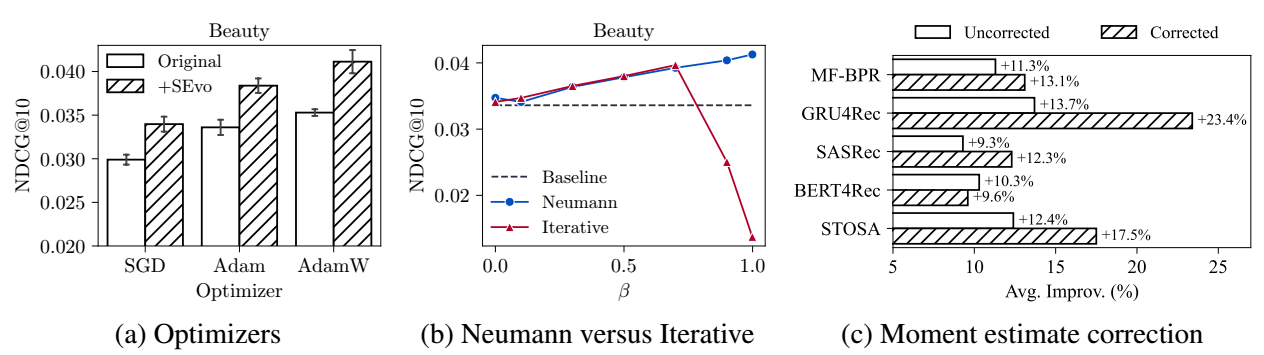 Beauty
NDCG@10
0.040
0.035
0.030
0.025
0.020
Original
+SEvo
SGD
Adam
AdamW
Optimizer
(a) Optimizers
Beauty
NDCG@10
0.04
0.03
0.02
Baseline
Neumann
Iterative
0.0
0.5
1.0
β
(b) Neumann versus Iterative
Uncorrected
Corrected
MF-BPR
+11.3%
+13.1%
GRU4Rec
+13.7%
+23.4%
SASRec
+9.3%
+12.3%
BERT4Rec
+10.3%
+9.6%
STOSA
+12.4%
+17.5%
5
10
15
20
25
Avg. Improv. (%)
(c) Moment estimate correction